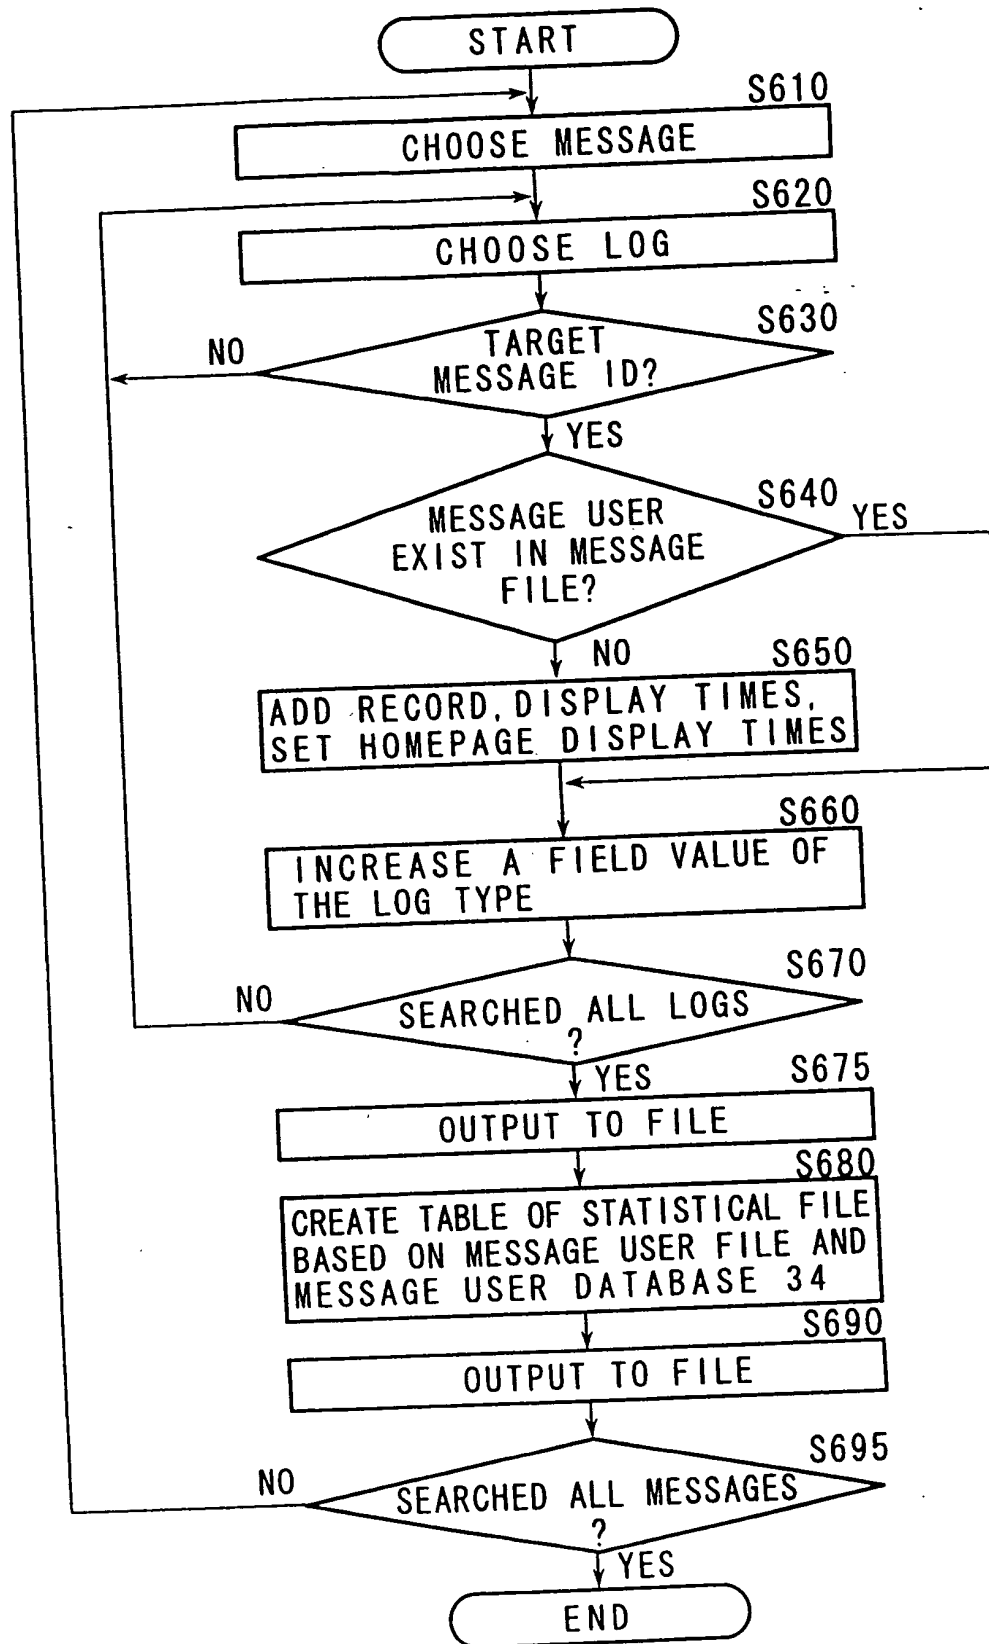 START
S610
CHOOSE MESSAGE
S620
CHOOSE LOG
S630
TARGET
MESSAGE ID?
NO
YES
S640
MESSAGE USER
EXIST IN MESSAGE
FILE?
YES
NO
S650
ADD RECORD, DISPLAY TIMES,
SET HOMEPAGE DISPLAY TIMES
S660
INCREASE A FIELD VALUE OF
THE LOG TYPE
S670
NO
SEARCHED ALL LOGS
?
YES
S675
OUTPUT TO FILE
S680
CREATE TABLE OF STATISTICAL FILE
BASED ON MESSAGE USER FILE AND
MESSAGE USER DATABASE 34
S690
OUTPUT TO FILE
S695
NO
SEARCHED ALL MESSAGES
?
YES
END